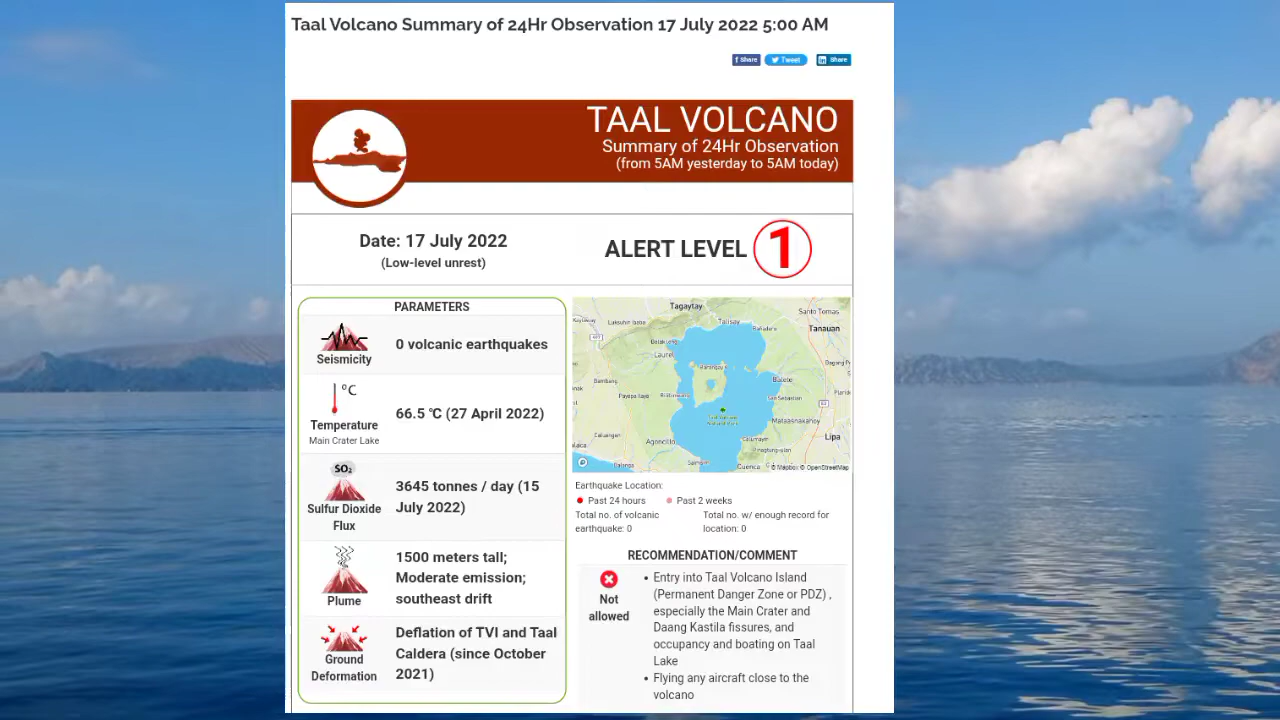 Taal Volcano Summary of 24Hr Observation 17 July 2022 5:00 AM
f Share Tweet in Share
TAAL VOLCANO
Summary of 24Hr Observation
(from 5AM yesterday to 5AM today)
Date: 17 July 2022
(Low-level unrest)
ALERT LEVEL 1
PARAMETERS
Seismicity
0 volcanic earthquakes
°C
Temperature
Main Crater Lake
66.5 °C (27 April 2022)
SO₂
Sulfur Dioxide
Flux
3645 tonnes / day (15
July 2022)
Plume
1500 meters tall;
Moderate emission;
southeast drift
Ground
Deformation
Deflation of TVI and Taal
Caldera (since October
2021)
Tagaytay
Santo Tomas
Talisay
Tanauan
Laurel
Balete
San Sebastian
Mataasnakahoy
Agoncillo
Lipa
Cuenca
© Mapbox © OpenStreetMap
Earthquake Location:
Past 24 hours Past 2 weeks
Total no. of volcanic
earthquake: 0
Total no. w/ enough record for
location: 0
RECOMMENDATION/COMMENT
Not
allowed
• Entry into Taal Volcano Island
(Permanent Danger Zone or PDZ) ,
especially the Main Crater and
Daang Kastila fissures, and
occupancy and boating on Taal
Lake
• Flying any aircraft close to the
volcano